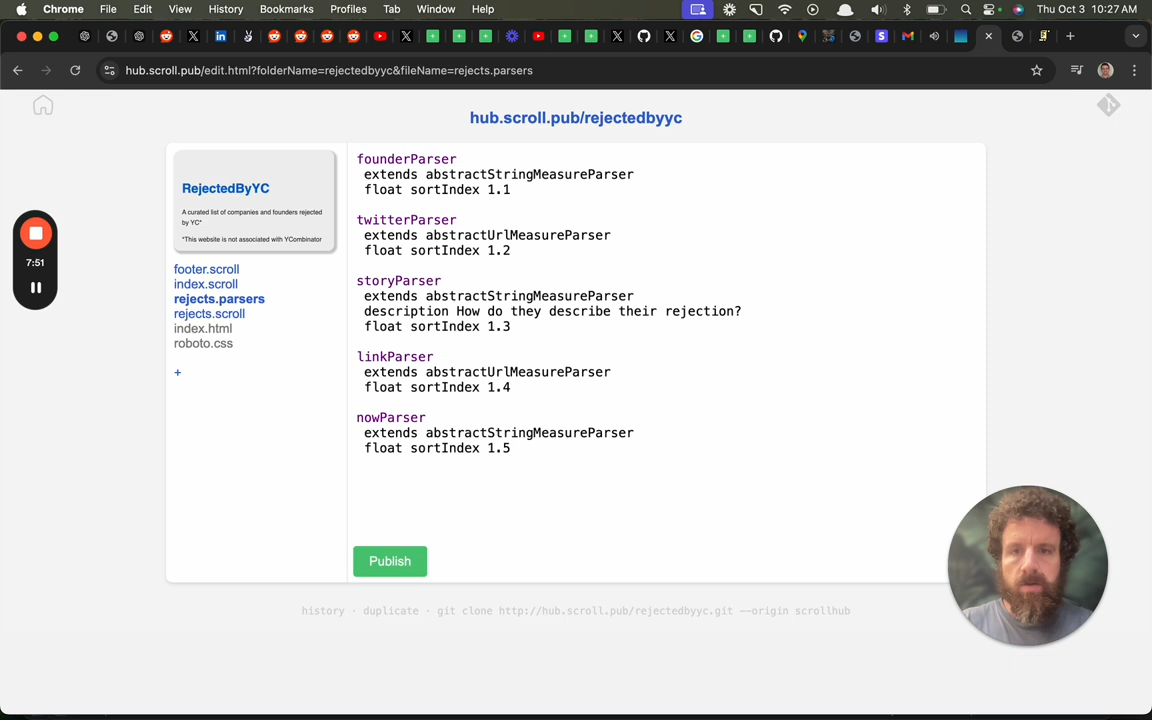 Chrome File Edit View History Bookmarks Profiles Tab Window Help Thu Oct 3 10:27 AM
hub.scroll.pub/edit.html?folderName=rejectedbyyc&fileName=rejects.parsers
hub.scroll.pub/rejectedbyyc
RejectedByYC
A curated list of companies and founders rejected
by YC*
*This website is not associated with YCombinator
footer.scroll
index.scroll
rejects.parsers
rejects.scroll
index.html
roboto.css
+
founderParser
extends abstractStringMeasureParser
float sortIndex 1.1
twitterParser
extends abstractUrlMeasureParser
float sortIndex 1.2
storyParser
extends abstractStringMeasureParser
description How do they describe their rejection?
float sortIndex 1.3
linkParser
extends abstractUrlMeasureParser
float sortIndex 1.4
nowParser
extends abstractStringMeasureParser
float sortIndex 1.5
7:51
Publish
history · duplicate · git clone http://hub.scroll.pub/rejectedbyyc.git --origin scrollhub